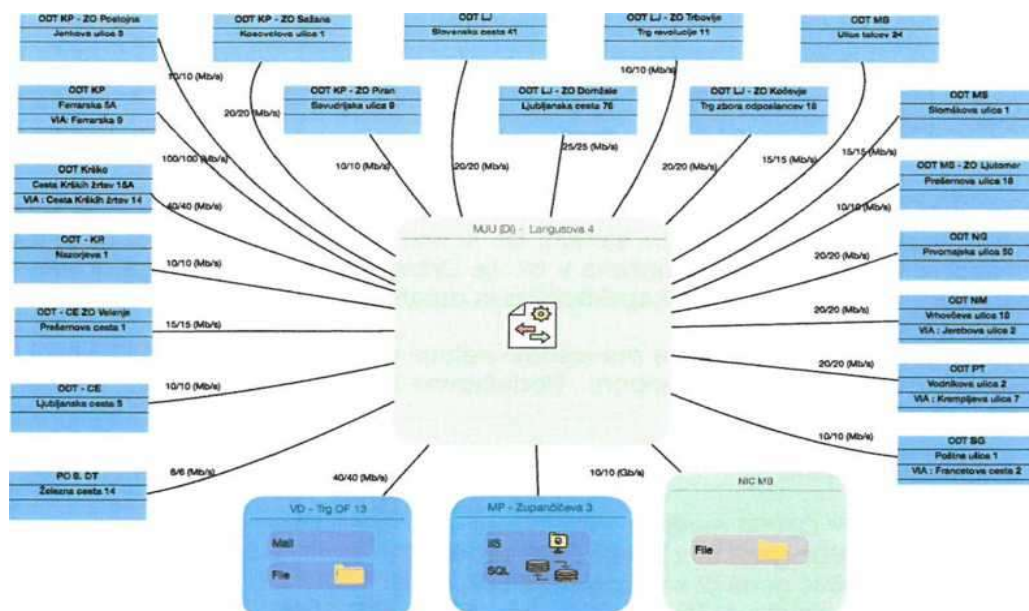 ODT KP - ZO Postojna
Jenkova ulica 3
ODT KP - ZO Sežana
Kosovelova ulica 1
ODT LJ
Slovenska cesta 41
ODT LJ - ZO Trbovlje
Trg revolucije 11
ODT MB
Ulica talcev 24
10/10 (Mb/s)
20/20 (Mb/s)
10/10 (Mb/s)
ODT KP
Ferrarska 5A
VIA: Ferrarska 9
ODT KP - ZO Piran
Savudrijska ulica 9
ODT LJ - ZO Domžale
Ljubljanska cesta 76
ODT LJ - ZO Kočevje
Trg zbora odposlancev 18
ODT MS
Slomškova ulica 1
100/100 (Mb/s)
10/10 (Mb/s)
20/20 (Mb/s)
25/25 (Mb/s)
20/20 (Mb/s)
15/15 (Mb/s)
15/15 (Mb/s)
ODT Krško
Cesta Krških žrtev 15A
VIA : Cesta Krških žrtev 14
ODT MS - ZO Ljutomer
Prešernova ulica 18
40/40 (Mb/s)
10/10 (Mb/s)
MJU (DI) - Langusova 4
ODT - KR
Nazorjeva 1
10/10 (Mb/s)
ODT NG
Prvomajska ulica 50
20/20 (Mb/s)
ODT - CE ZO Velenje
Prešernova cesta 1
15/15 (Mb/s)
ODT NM
Vrhovčeva ulica 18
VIA : Jerebova ulica 2
20/20 (Mb/s)
ODT - CE
Ljubljanska cesta 5
10/10 (Mb/s)
ODT PT
Vodnikova ulica 2
VIA : Krempljeva ulica 7
20/20 (Mb/s)
ODT SG
Poštna ulica 1
VIA : Francetova cesta 2
10/10 (Mb/s)
DT
Železna cesta 14
6/6 (Mb/s)
40/40 (Mb/s)
10/10 (Gb/s)
VD - Trg OF 13
Mail
File
MP - Zupančičeva 3
IIS
SQL
NIC MB
File